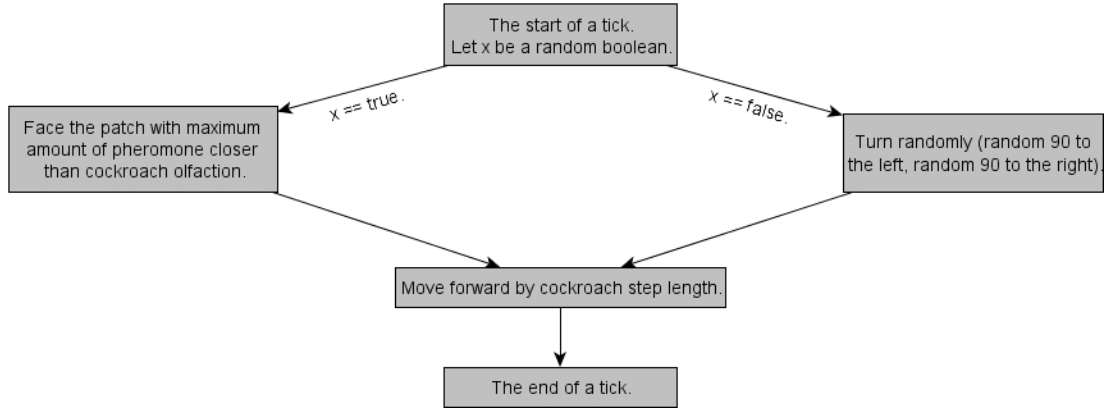 The start of a tick.
Let x be a random boolean.
x == true.
x == false.
Face the patch with maximum
amount of pheromone closer
than cockroach olfaction.
Turn randomly (random 90 to
the left, random 90 to the right).
Move forward by cockroach step length.
The end of a tick.